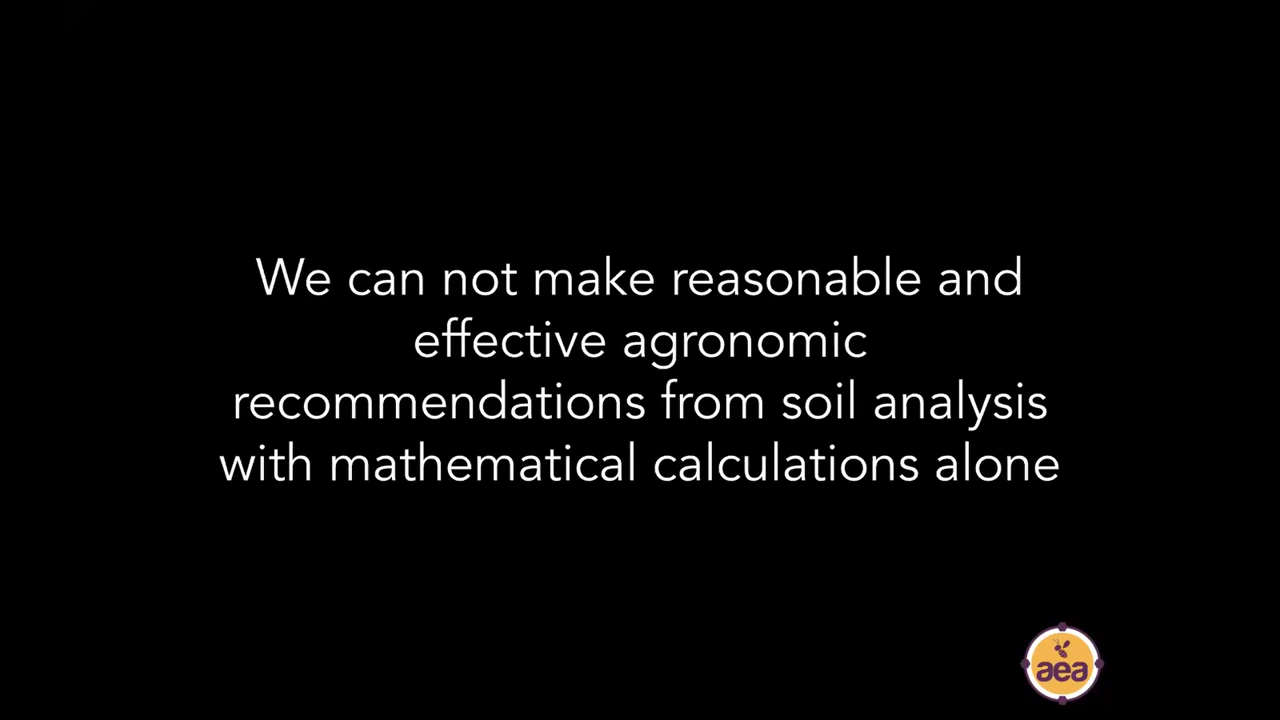 We can not make reasonable and
effective agronomic
recommendations from soil analysis
with mathematical calculations alone
aea